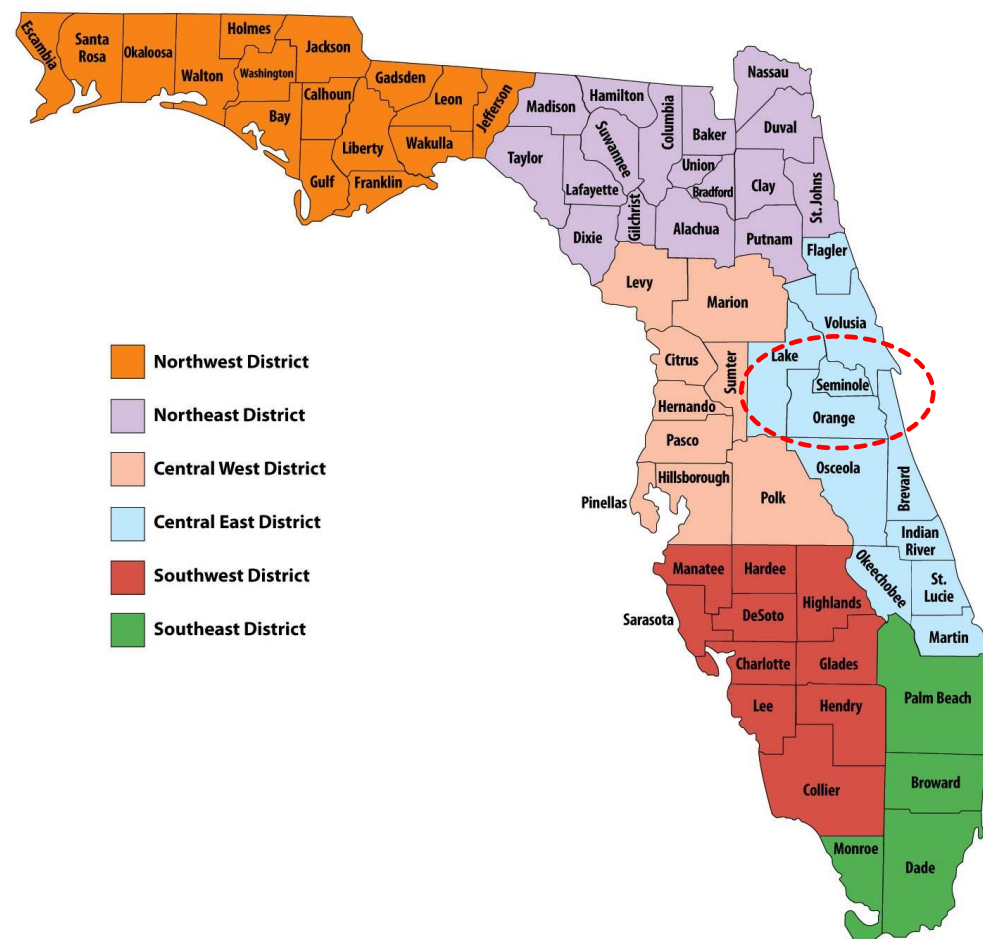 Escambia
Santa
Rosa
Okaloosa
Walton
Holmes
Washington
Jackson
Bay
Calhoun
Gulf
Liberty
Gadsden
Leon
Jefferson
Wakulla
Franklin
Madison
Taylor
Hamilton
Suwannee
Lafayette
Dixie
Columbia
Gilchrist
Baker
Union
Bradford
Alachua
Nassau
Duval
Clay
St. Johns
Putnam
Flagler
Levy
Marion
Volusia
Citrus
Sumter
Lake
Seminole
Orange
Hernando
Pasco
Hillsborough
Pinellas
Polk
Osceola
Brevard
Indian
River
Okeechobee
St.
Lucie
Martin
Manatee
Hardee
Highlands
Sarasota
DeSoto
Charlotte
Glades
Lee
Hendry
Collier
Palm Beach
Broward
Monroe
Dade
Northwest District
Northeast District
Central West District
Central East District
Southwest District
Southeast District